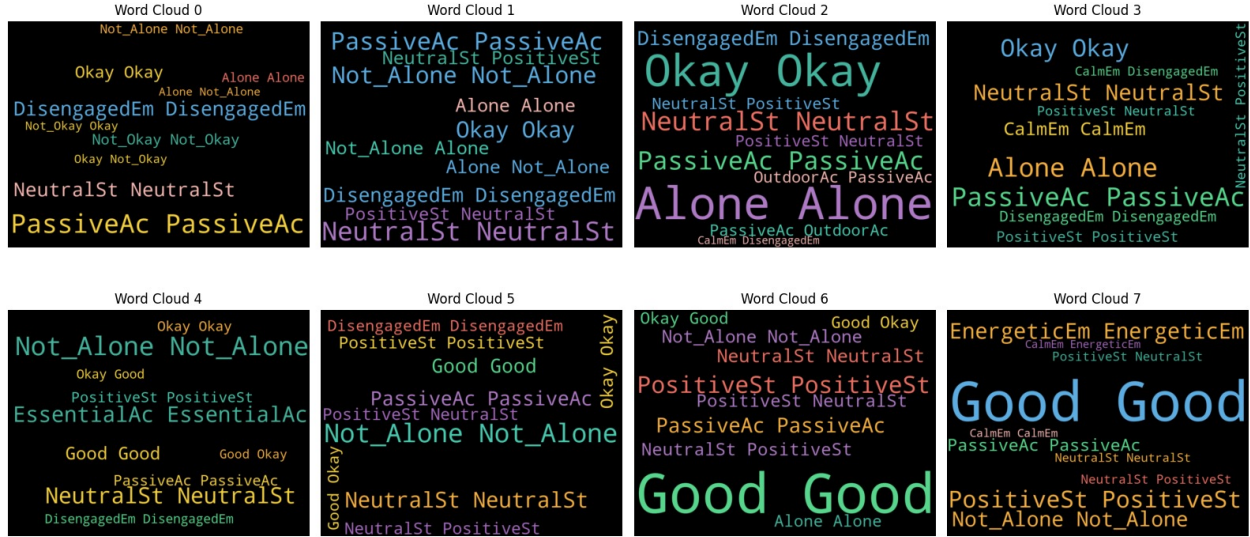 Word Cloud 0
Not_Alone Not_Alone
Okay Okay
Alone Alone
Alone Not_Alone
DisengagedEm DisengagedEm
Not_Okay Okay
Not_Okay Not_Okay
Okay Not_Okay
NeutralSt NeutralSt
PassiveAc PassiveAc
Word Cloud 1
PassiveAc PassiveAc
NeutralSt PositiveSt
Not_Alone Not_Alone
Alone Alone
Okay Okay
Not_Alone Alone
Alone Not_Alone
DisengagedEm DisengagedEm
PositiveSt NeutralSt
NeutralSt NeutralSt
Word Cloud 2
DisengagedEm DisengagedEm
Okay Okay
NeutralSt PositiveSt
NeutralSt NeutralSt
PositiveSt NeutralSt
PassiveAc PassiveAc
OutdoorAc PassiveAc
Alone Alone
PassiveAc OutdoorAc
CalmEm DisengagedEm
Word Cloud 3
Okay Okay
CalmEm DisengagedEm
NeutralSt NeutralSt
PositiveSt NeutralSt
CalmEm CalmEm
Alone Alone
PassiveAc PassiveAc
DisengagedEm DisengagedEm
PositiveSt PositiveSt
NeutralSt PositiveSt
Word Cloud 4
Okay Okay
Not_Alone Not_Alone
Okay Good
PositiveSt PositiveSt
EssentialAc EssentialAc
Good Good
Good Okay
PassiveAc PassiveAc
NeutralSt NeutralSt
DisengagedEm DisengagedEm
Word Cloud 5
DisengagedEm DisengagedEm
PositiveSt PositiveSt
Good Good
Okay Okay
PassiveAc PassiveAc
PositiveSt NeutralSt
Not_Alone Not_Alone
Good Okay
NeutralSt NeutralSt
NeutralSt PositiveSt
Word Cloud 6
Okay Good
Good Okay
Not_Alone Not_Alone
NeutralSt NeutralSt
PositiveSt PositiveSt
PositiveSt NeutralSt
PassiveAc PassiveAc
NeutralSt PositiveSt
Good Good
Alone Alone
Word Cloud 7
EnergeticEm EnergeticEm
CalmEm EnergeticEm
PositiveSt NeutralSt
Good Good
CalmEm CalmEm
PassiveAc PassiveAc
NeutralSt NeutralSt
NeutralSt PositiveSt
PositiveSt PositiveSt
Not_Alone Not_Alone